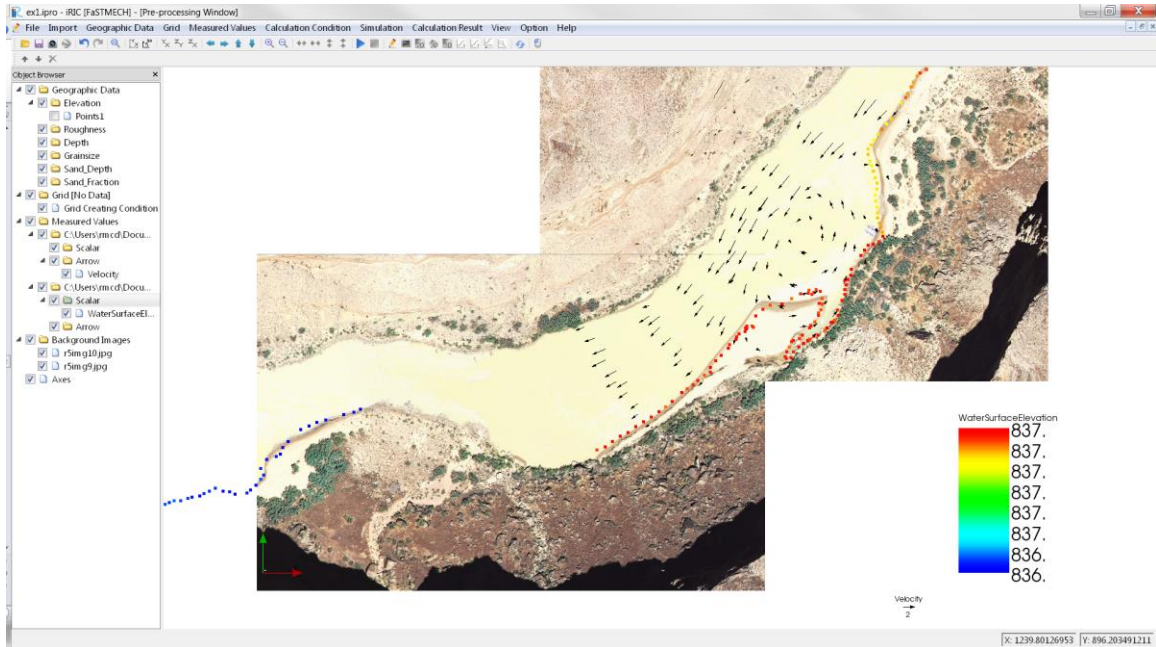 ex1.ipro - iRIC [FaSTMECH] - [Pre-processing Window]
File Import Geographic Data Grid Measured Values Calculation Condition Simulation Calculation Result View Option Help
Object Browser
Geographic Data
Elevation
Points1
Roughness
Depth
Grainsize
Sand_Depth
Sand_Fraction
Grid [No Data]
Grid Creating Condition
Measured Values
C:\Users\rmcd\Docu...
Scalar
Arrow
Velocity
C:\Users\rmcd\Docu...
Scalar
WaterSurfaceEl...
Arrow
Background Images
r5img10.jpg
r5img9.jpg
Axes
WaterSurfaceElevation
837.
837.
837.
837.
837.
836.
836.
Velocity
2
X: 1239.80126953 Y: 896.203491211